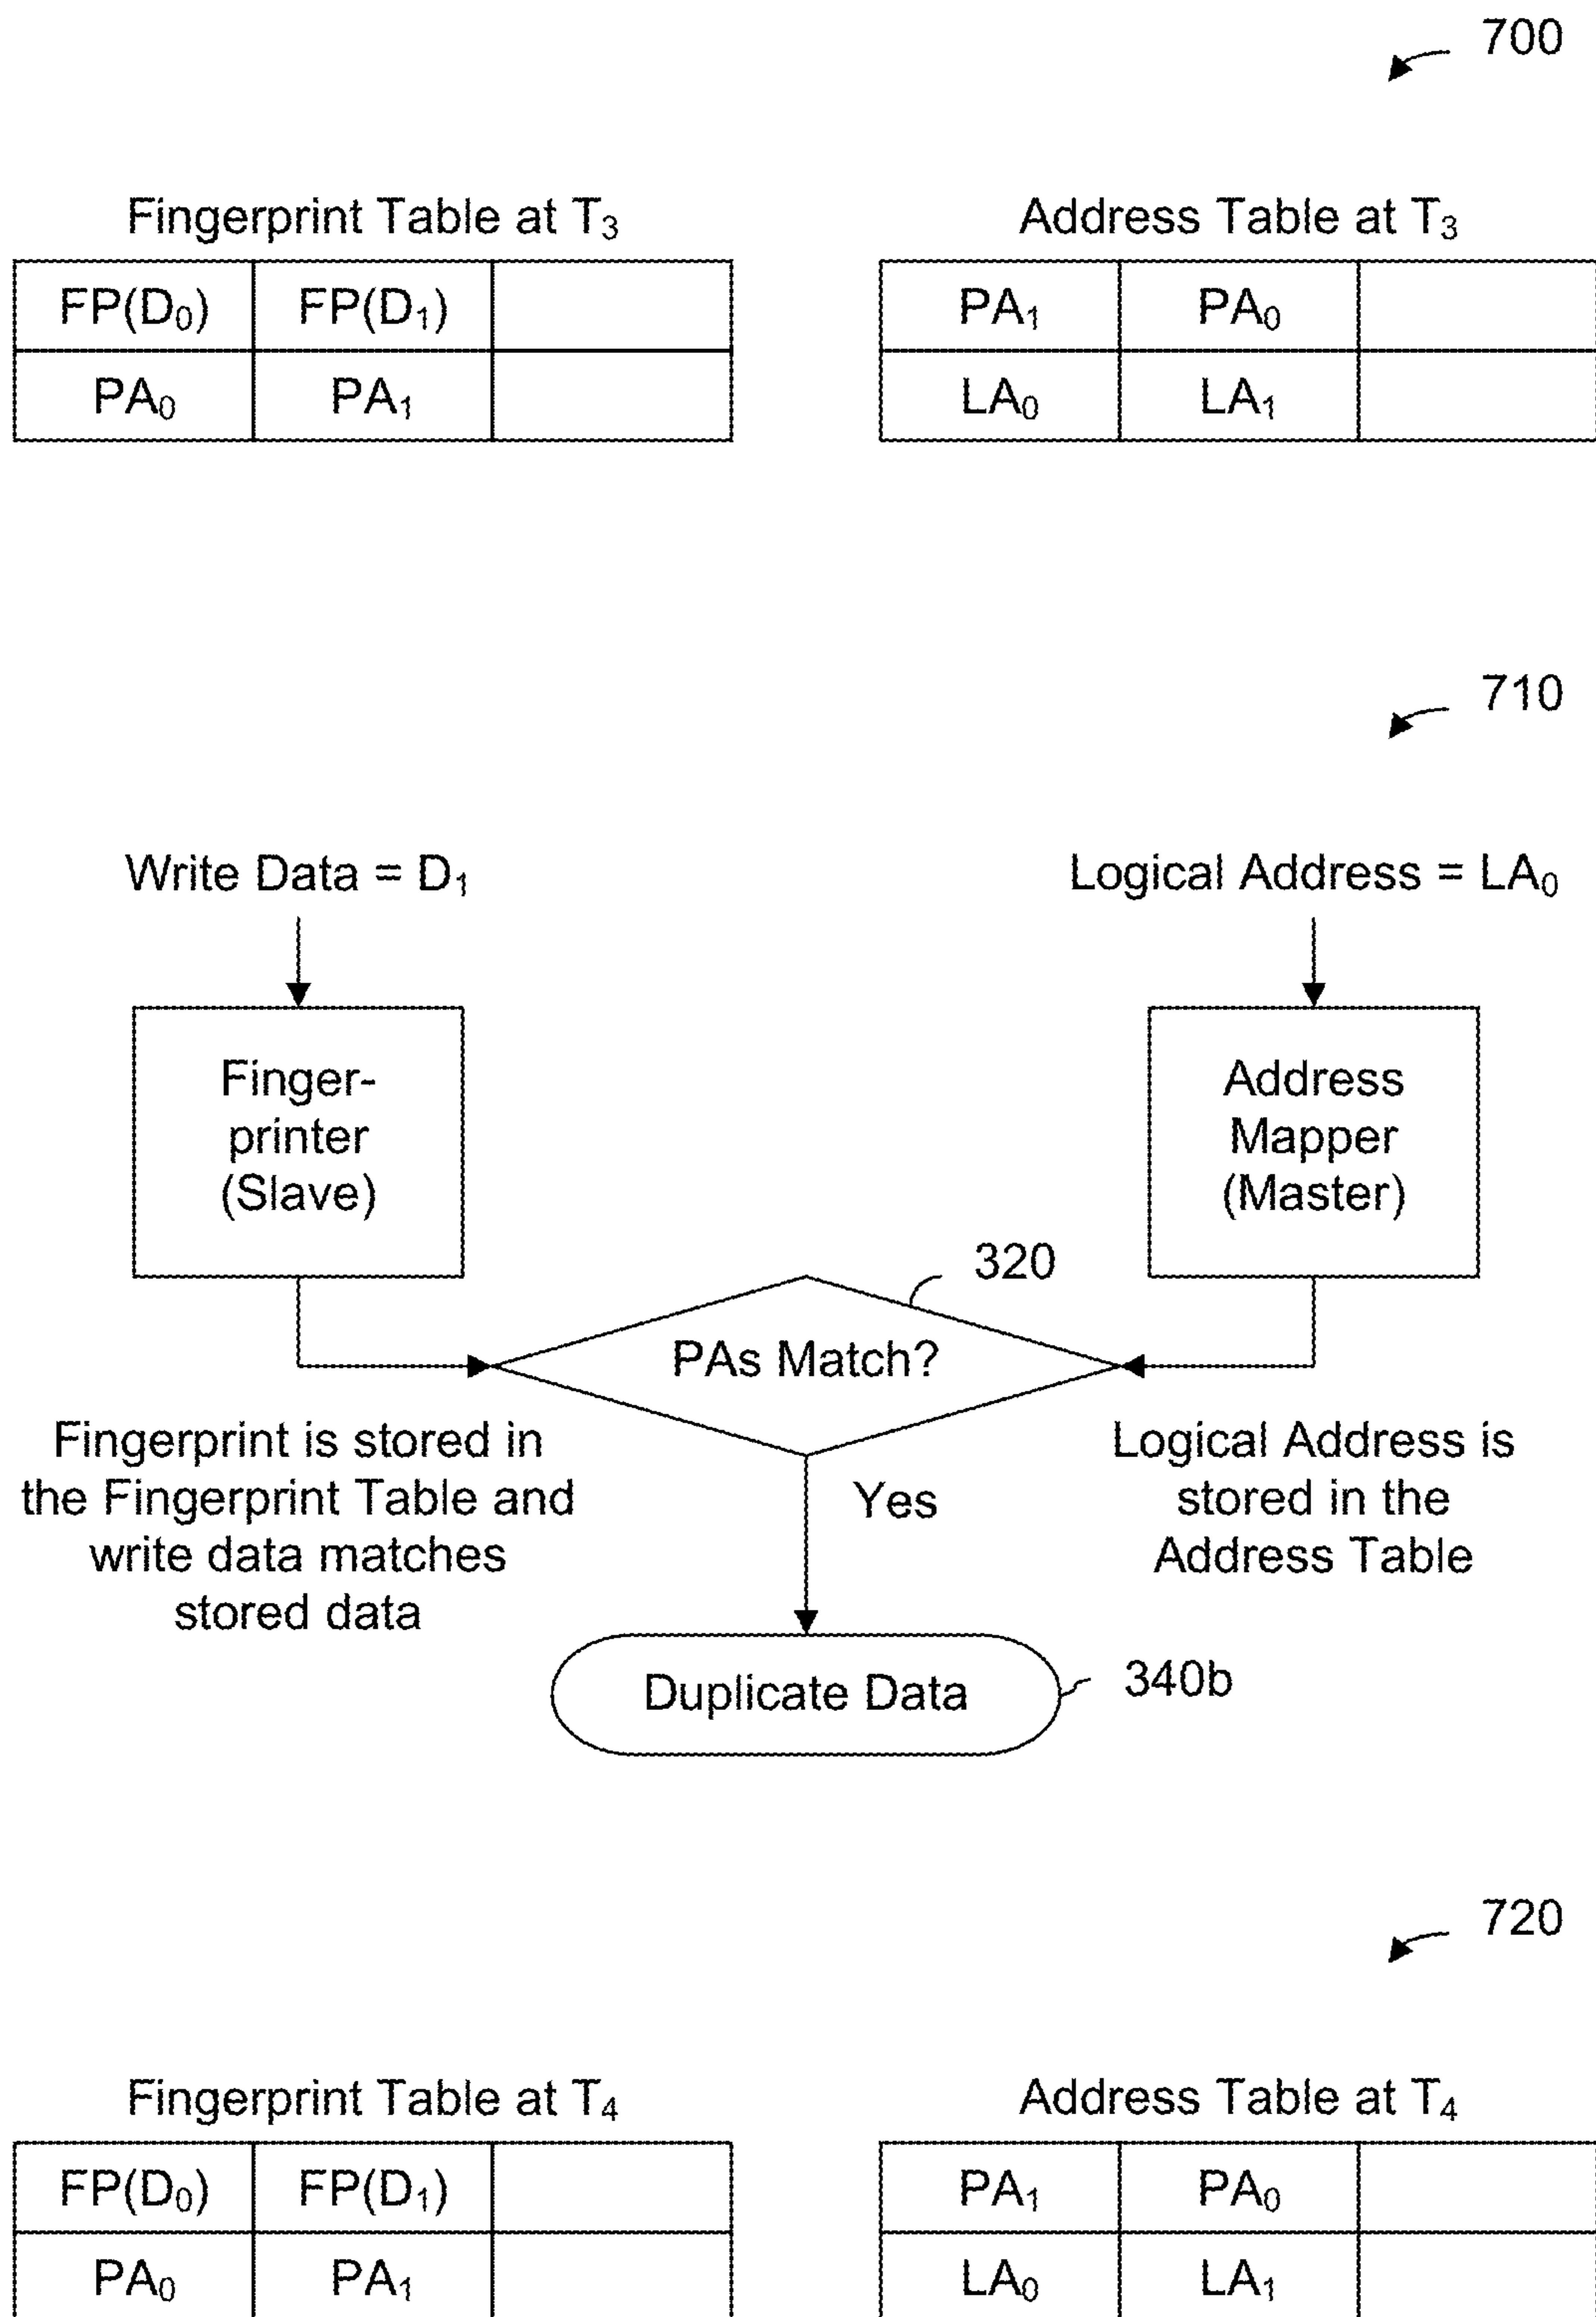 700
Fingerprint Table at T₃
Address Table at T₃
FP(D₀) FP(D₁)
PA₁ PA₀
PA₀ PA₁
LA₀ LA₁
710
Write Data = D₁
Logical Address = LA₀
Finger-
printer
(Slave)
Address
Mapper
(Master)
320
PAs Match?
Fingerprint is stored in
the Fingerprint Table and
write data matches
stored data
Logical Address is
stored in the
Address Table
Yes
Duplicate Data
340b
720
Fingerprint Table at T₄
Address Table at T₄
FP(D₀) FP(D₁)
PA₁ PA₀
PA₀ PA₁
LA₀ LA₁